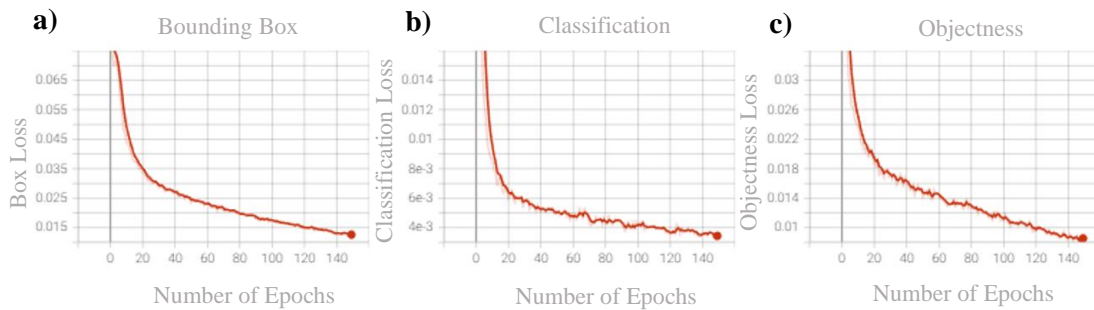 a) Bounding Box
0.065
0.055
0.045
0.035
0.025
0.015
0 20 40 60 80 100 120 140
Box Loss
Number of Epochs
b) Classification
0.014
0.012
0.01
8e-3
6e-3
4e-3
0 20 40 60 80 100 120 140
Classification Loss
Number of Epochs
c) Objectness
0.03
0.026
0.022
0.018
0.014
0.01
0 20 40 60 80 100 120 140
Objectness Loss
Number of Epochs